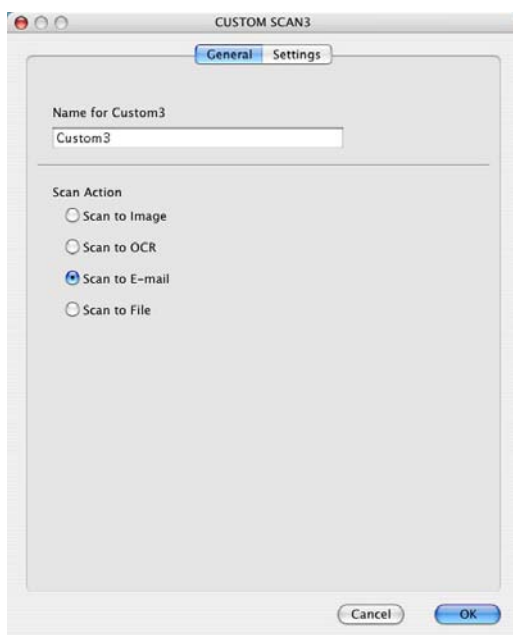 CUSTOM SCAN3
General Settings
Name for Custom3
Custom3
Scan Action
Scan to Image
Scan to OCR
Scan to E-mail
Scan to File
Cancel OK